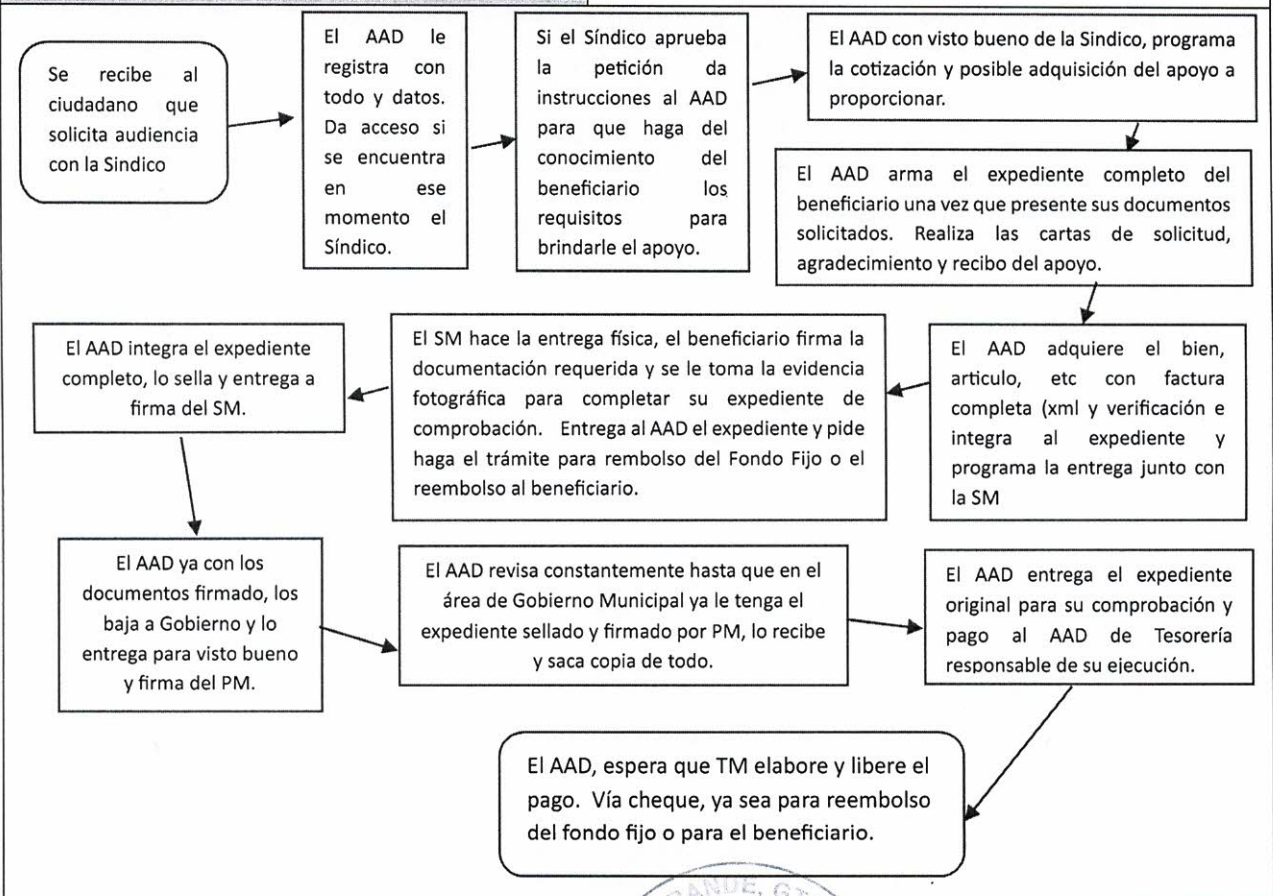 Se recibe al
ciudadano que
solicita audiencia
con la Sindico
El AAD le
registra con
todo y datos.
Da acceso si
se encuentra
en ese
momento el
Síndico.
Si el Síndico aprueba
la petición da
instrucciones al AAD
para que haga del
conocimiento del
beneficiario los
requisitos para
brindarle el apoyo.
El AAD con visto bueno de la Sindico, programa
la cotización y posible adquisición del apoyo a
proporcionar.
El AAD arma el expediente completo del
beneficiario una vez que presente sus documentos
solicitados. Realiza las cartas de solicitud,
agradecimiento y recibo del apoyo.
El AAD adquiere el bien,
articulo, etc con factura
completa (xml y verificación e
integra al expediente y
programa la entrega junto con
la SM
El SM hace la entrega física, el beneficiario firma la
documentación requerida y se le toma la evidencia
fotográfica para completar su expediente de
comprobación. Entrega al AAD el expediente y pide
haga el trámite para rembolso del Fondo Fijo o el
reembolso al beneficiario.
El AAD integra el expediente
completo, lo sella y entrega a
firma del SM.
El AAD ya con los
documentos firmado, los
baja a Gobierno y lo
entrega para visto bueno
y firma del PM.
El AAD revisa constantemente hasta que en el
área de Gobierno Municipal ya le tenga el
expediente sellado y firmado por PM, lo recibe
y saca copia de todo.
El AAD entrega el expediente
original para su comprobación y
pago al AAD de Tesorería
responsable de su ejecución.
El AAD, espera que TM elabore y libere el
pago. Vía cheque, ya sea para reembolso
del fondo fijo o para el beneficiario.